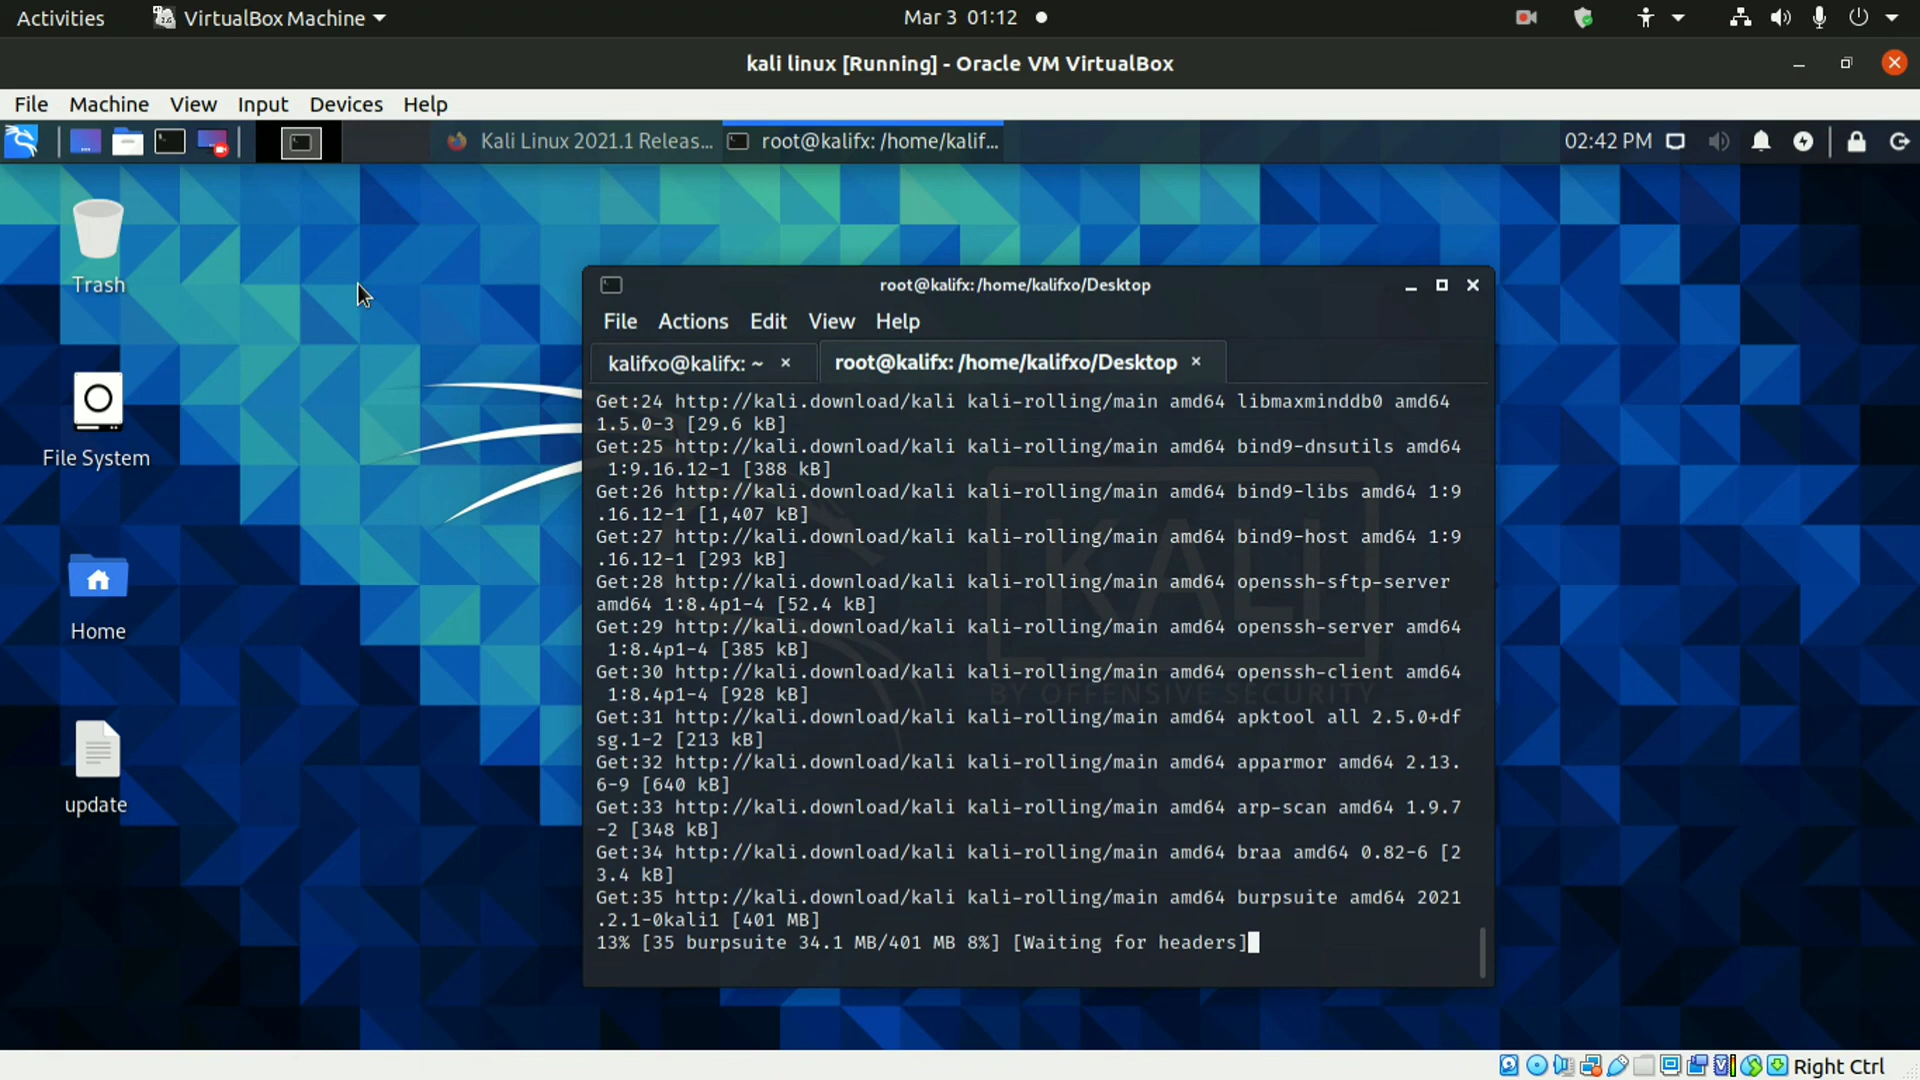 Activities
VirtualBox Machine
Mar 3 01:12
kali linux [Running] - Oracle VM VirtualBox
File Machine View Input Devices Help
Kali Linux 2021.1 Releas...
root@kalifx: /home/kalif...
02:42 PM
Trash
File System
Home
update
root@kalifx:/home/kalifxo/Desktop
File Actions Edit View Help
kalifxo@kalifx: ~ ×
root@kalifx: /home/kalifxo/Desktop ×
Get:24 http://kali.download/kali kali-rolling/main amd64 libmaxminddb0 amd64
1.5.0-3 [29.6 kB]
Get:25 http://kali.download/kali kali-rolling/main amd64 bind9-dnsutils amd64
1:9.16.12-1 [388 kB]
Get:26 http://kali.download/kali kali-rolling/main amd64 bind9-libs amd64 1:9
.16.12-1 [1,407 kB]
Get:27 http://kali.download/kali kali-rolling/main amd64 bind9-host amd64 1:9
.16.12-1 [293 kB]
Get:28 http://kali.download/kali kali-rolling/main amd64 openssh-sftp-server
amd64 1:8.4p1-4 [52.4 kB]
Get:29 http://kali.download/kali kali-rolling/main amd64 openssh-server amd64
1:8.4p1-4 [385 kB]
Get:30 http://kali.download/kali kali-rolling/main amd64 openssh-client amd64
1:8.4p1-4 [928 kB]
Get:31 http://kali.download/kali kali-rolling/main amd64 apktool all 2.5.0+df
sg.1-2 [213 kB]
Get:32 http://kali.download/kali kali-rolling/main amd64 apparmor amd64 2.13.
6-9 [640 kB]
Get:33 http://kali.download/kali kali-rolling/main amd64 arp-scan amd64 1.9.7
-2 [348 kB]
Get:34 http://kali.download/kali kali-rolling/main amd64 braa amd64 0.82-6 [2
3.4 kB]
Get:35 http://kali.download/kali kali-rolling/main amd64 burpsuite amd64 2021
.2.1-0kali1 [401 MB]
13% [35 burpsuite 34.1 MB/401 MB 8%] [Waiting for headers]
KALI
BY OFFENSIVE SECURITY
Right Ctrl